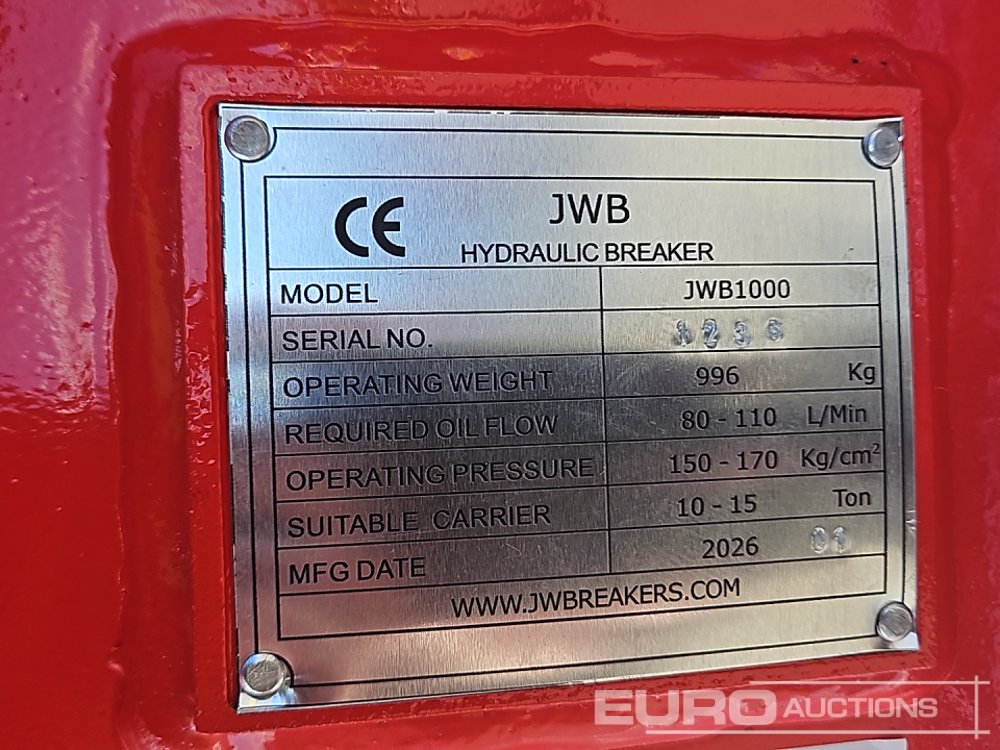 CE JWB
HYDRAULIC BREAKER
MODEL JWB1000
SERIAL NO. 1236
OPERATING WEIGHT 996 Kg
REQUIRED OIL FLOW 80 - 110 L/Min
OPERATING PRESSURE 150 - 170 Kg/cm²
SUITABLE CARRIER 10 - 15 Ton
MFG DATE 2026 01
WWW.JWBREAKERS.COM
EURO AUCTIONS